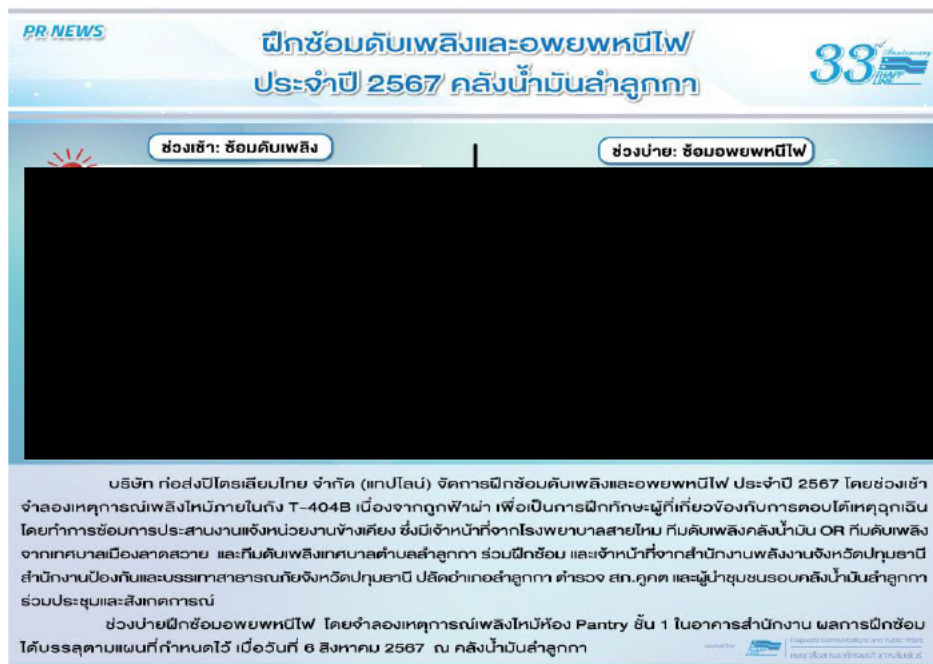 PR NEWS
ฝึกซ้อมดับเพลิงและอพยพหนีไฟ
ประจำปี 2567 คลังน้ำมันลำลูกกา
33rd Anniversary
THAPPLINE
ช่วงเช้า: ซ้อมดับเพลิง
ช่วงบ่าย: ซ้อมอพยพหนีไฟ
บริษัท ท่อส่งปิโตรเลียมไทย จำกัด (แทปไลน์) จัดการฝึกซ้อมดับเพลิงและอพยพหนีไฟ ประจำปี 2567 โดยช่วงเช้า
จำลองเหตุการณ์เพลิงไหม้ภายในถัง T-404B เนื่องจากถูกฟ้าผ่า เพื่อเป็นการฝึกทักษะผู้ที่เกี่ยวข้องกับการตอบโต้เหตุฉุกเฉิน
โดยทำการซ้อมการประสานงานแจ้งหน่วยงานข้างเคียง ซึ่งมีเจ้าหน้าที่จากโรงพยาบาลสายไหม ทีมดับเพลิงคลังน้ำมัน OR ทีมดับเพลิง
จากเทศบาลเมืองลาดสวาย และทีมดับเพลิงเทศบาลตำบลลำลูกกา ร่วมฝึกซ้อม และเจ้าหน้าที่จากสำนักงานพลังงานจังหวัดปทุมธานี
สำนักงานป้องกันและบรรเทาสาธารณภัยจังหวัดปทุมธานี ปลัดอำเภอลำลูกกา ตำรวจ สภ.คูคต และผู้นำชุมชนรอบคลังน้ำมันลำลูกกา
ร่วมประชุมและสังเกตการณ์
ช่วงบ่ายฝึกซ้อมอพยพหนีไฟ โดยจำลองเหตุการณ์เพลิงไหม้ห้อง Pantry ชั้น 1 ในอาคารสำนักงาน ผลการฝึกซ้อม
ได้บรรลุตามแผนที่กำหนดไว้ เมื่อวันที่ 6 สิงหาคม 2567 ณ คลังน้ำมันลำลูกกา